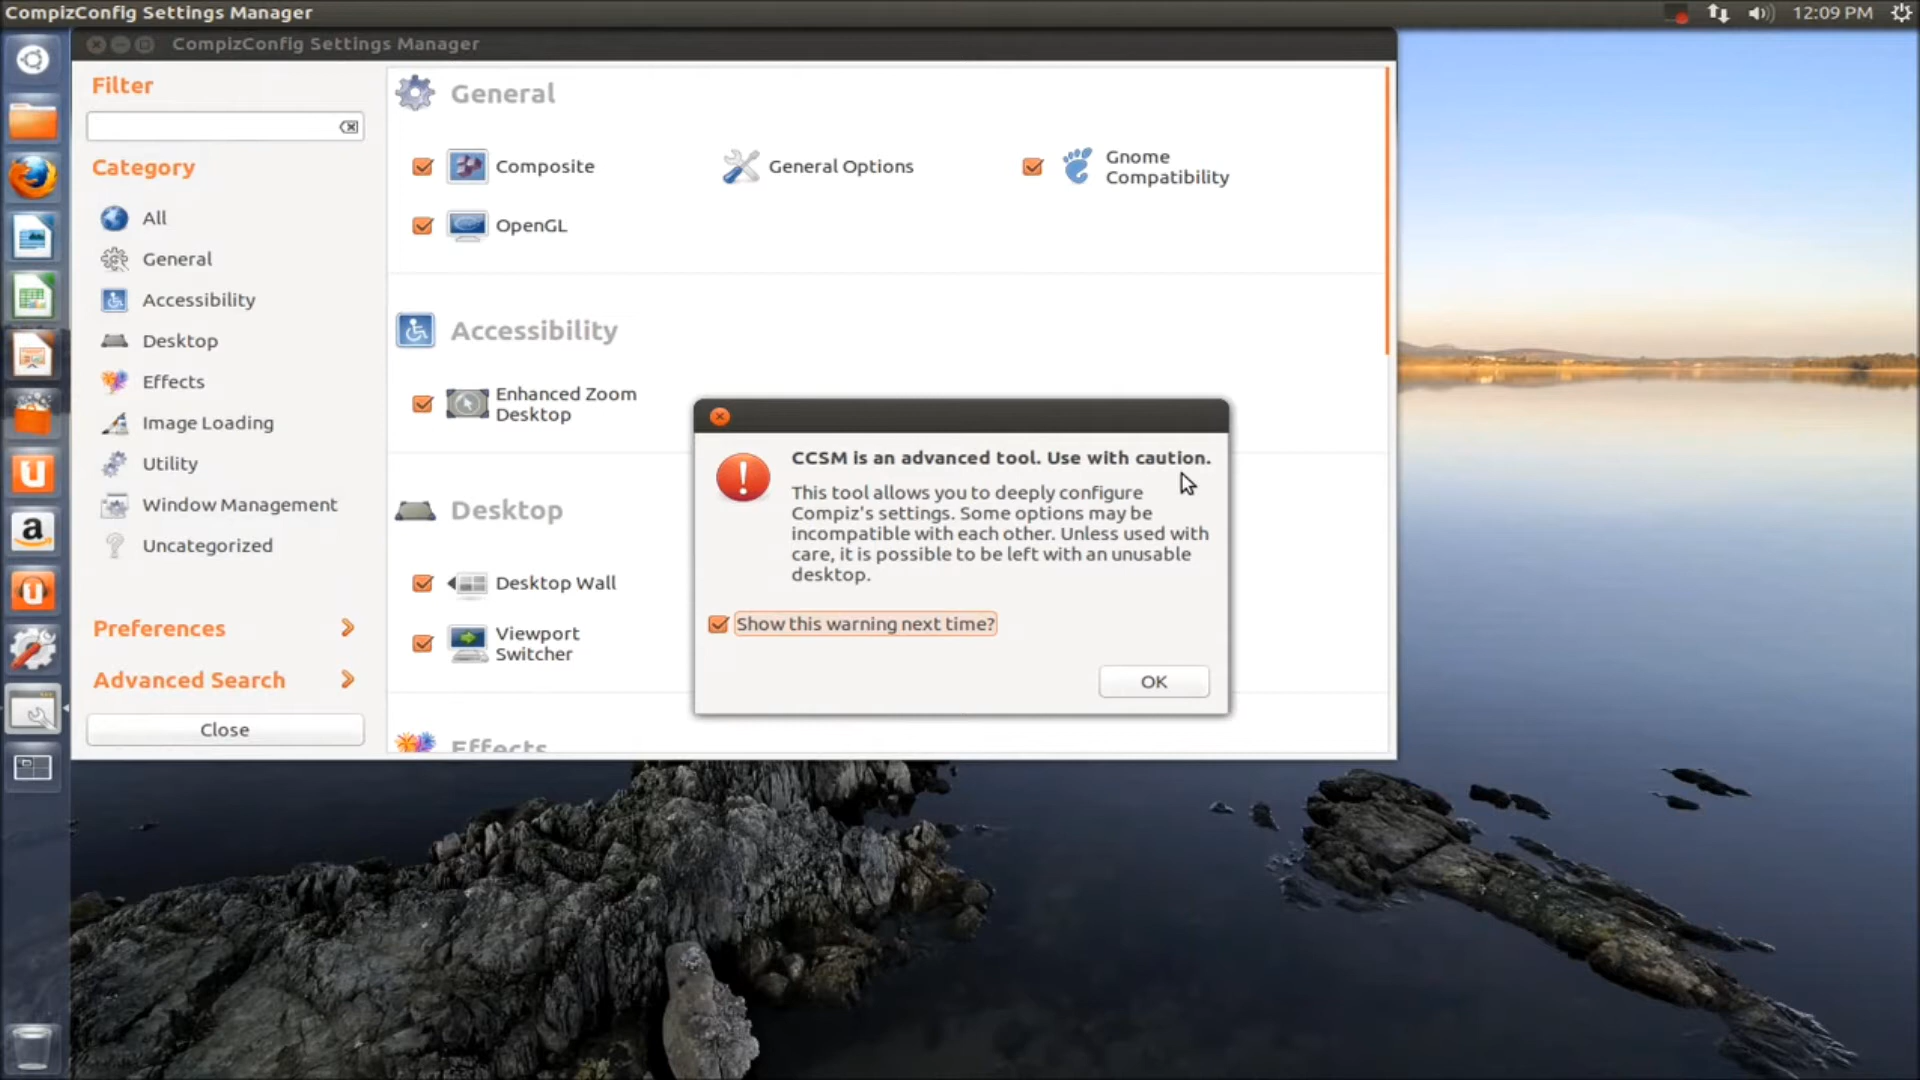 CompizConfig Settings Manager
12:09 PM
CompizConfig Settings Manager
Filter
Category
All
General
Accessibility
Desktop
Effects
Image Loading
Utility
Window Management
Uncategorized
Preferences
Advanced Search
Close
General
Composite
General Options
Gnome
Compatibility
OpenGL
Accessibility
Enhanced Zoom
Desktop
Desktop
Desktop Wall
Viewport
Switcher
Effects
CCSM is an advanced tool. Use with caution.
This tool allows you to deeply configure
Compiz's settings. Some options may be
incompatible with each other. Unless used with
care, it is possible to be left with an unusable
desktop.
Show this warning next time?
OK